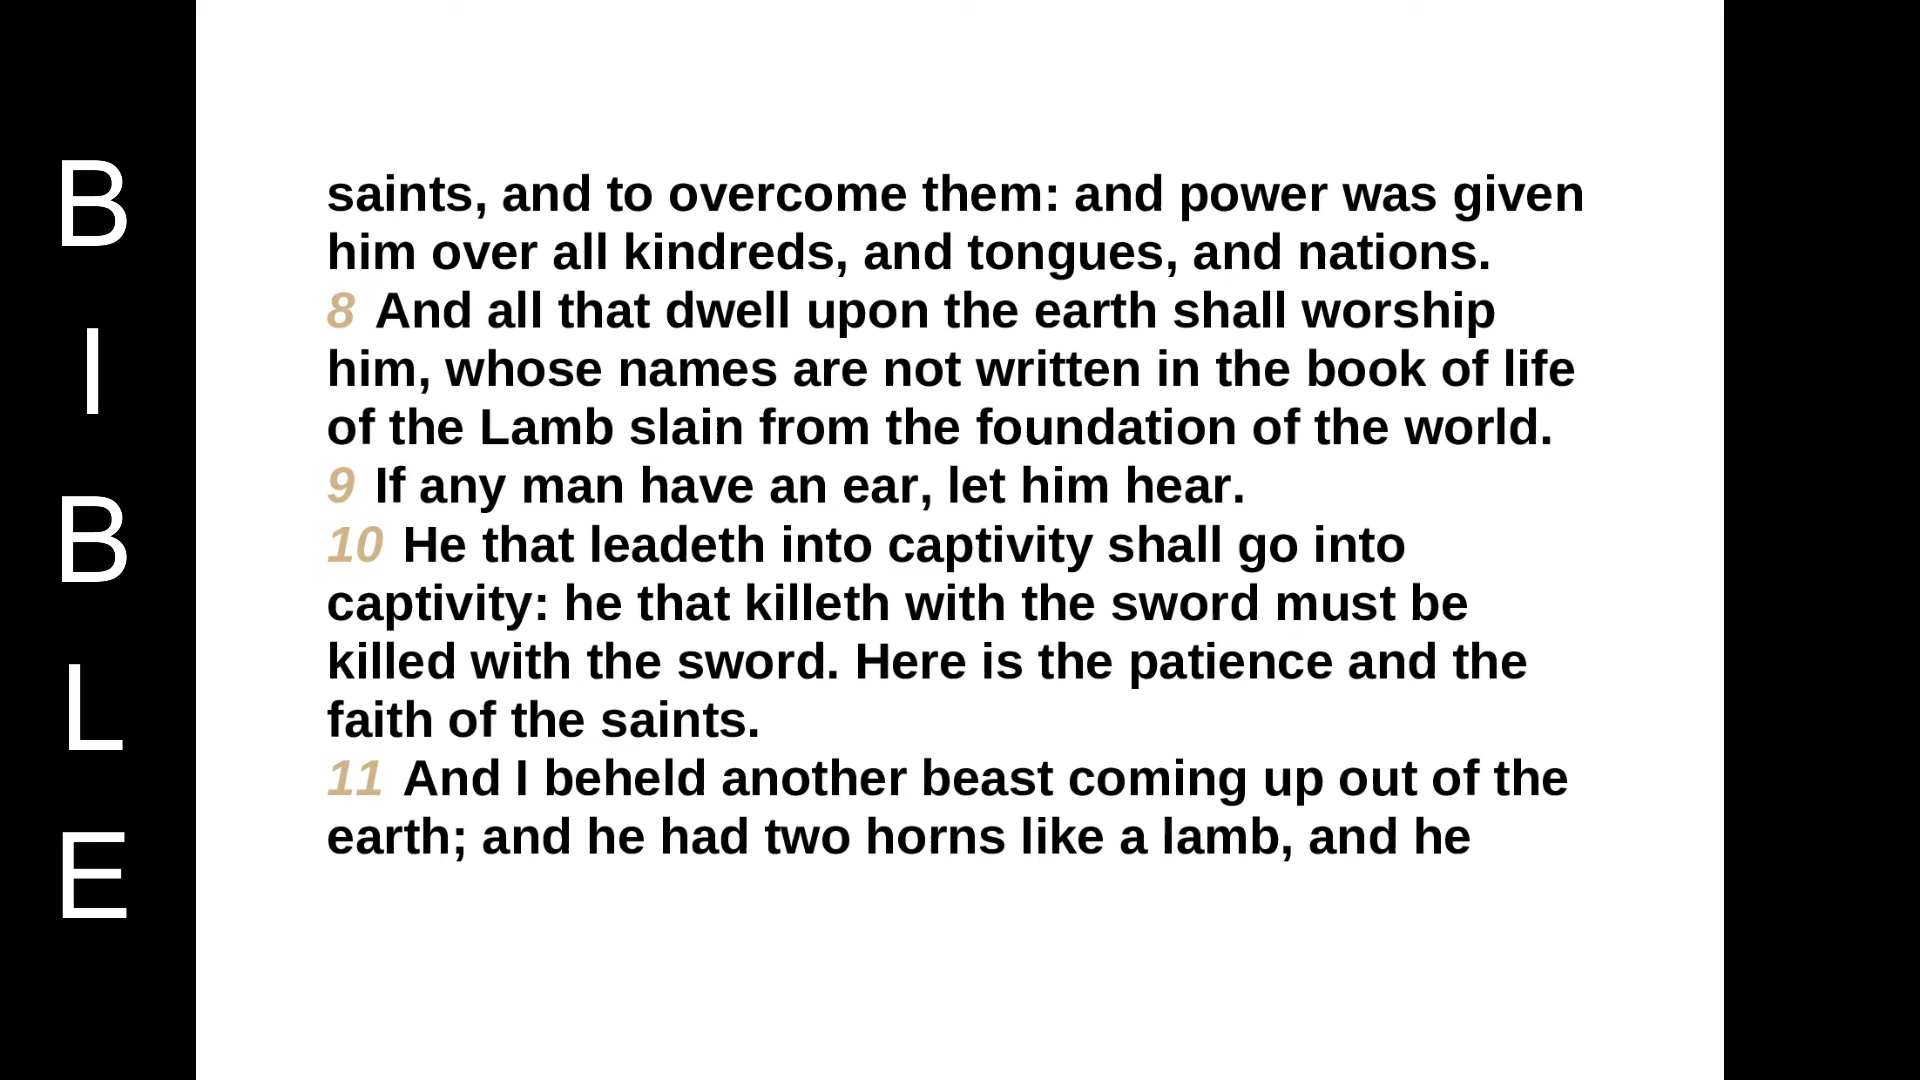 B
I
B
L
E
saints, and to overcome them: and power was given
him over all kindreds, and tongues, and nations.
8 And all that dwell upon the earth shall worship
him, whose names are not written in the book of life
of the Lamb slain from the foundation of the world.
9 If any man have an ear, let him hear.
10 He that leadeth into captivity shall go into
captivity: he that killeth with the sword must be
killed with the sword. Here is the patience and the
faith of the saints.
11 And I beheld another beast coming up out of the
earth; and he had two horns like a lamb, and he